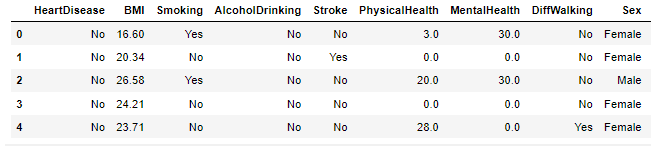 HeartDisease BMI Smoking AlcoholDrinking Stroke PhysicalHealth MentalHealth DiffWalking Sex
0 No 16.60 Yes No No 3.0 30.0 No Female
1 No 20.34 No No Yes 0.0 0.0 No Female
2 No 26.58 Yes No No 20.0 30.0 No Male
3 No 24.21 No No No 0.0 0.0 No Female
4 No 23.71 No No No 28.0 0.0 Yes Female